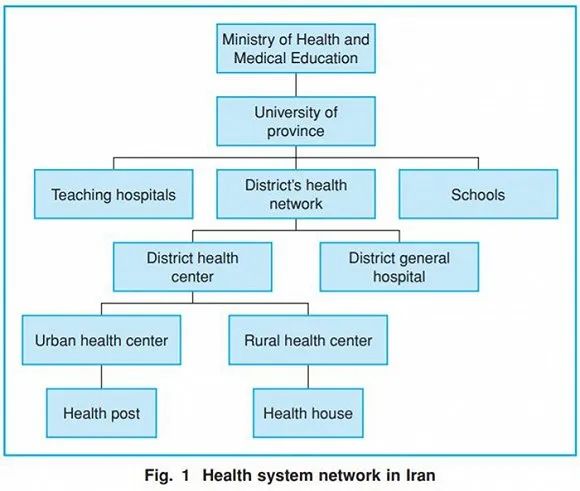 Ministry of Health and
Medical Education
University of
province
Teaching hospitals
District's health
network
Schools
District health
center
District general
hospital
Urban health center
Rural health center
Health post
Health house
Fig. 1 Health system network in Iran